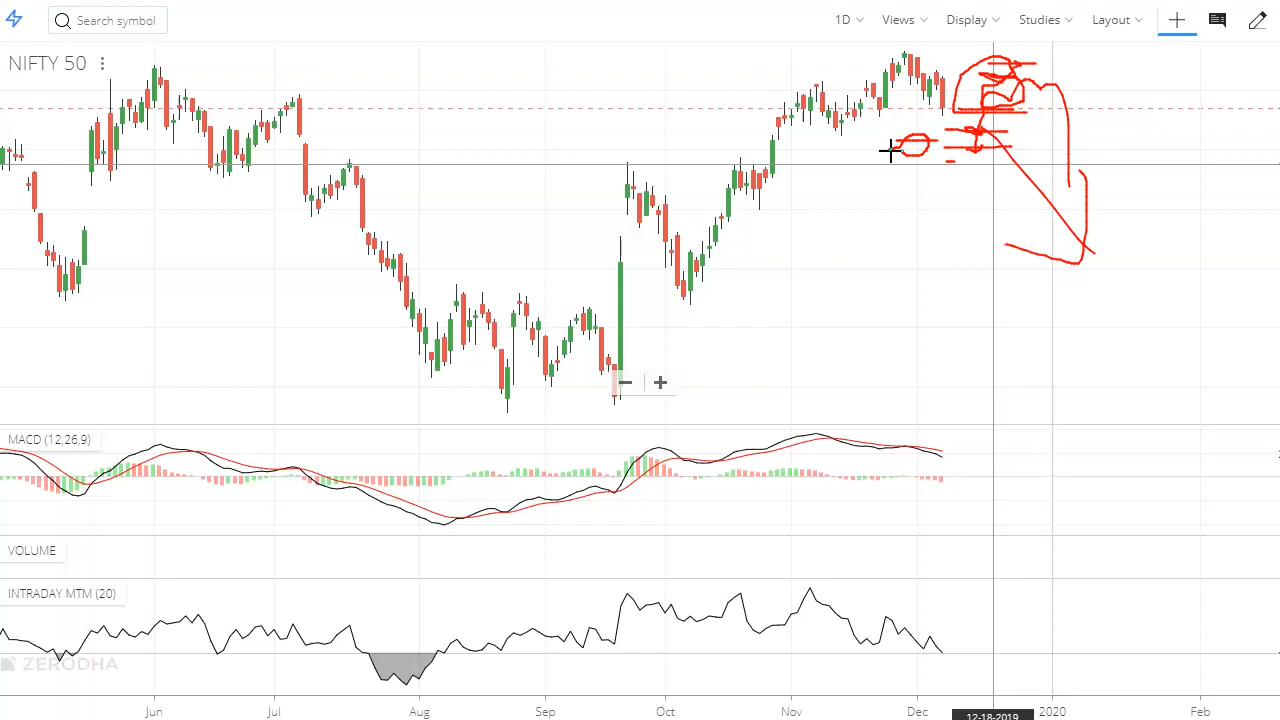 Search symbol
1D Views Display Studies Layout
NIFTY 50
MACD (12,26,9)
VOLUME
INTRADAY MTM (20)
ZERODHA
Jun Jul Aug Sep Oct Nov Dec 12-18-2019 2020 Feb